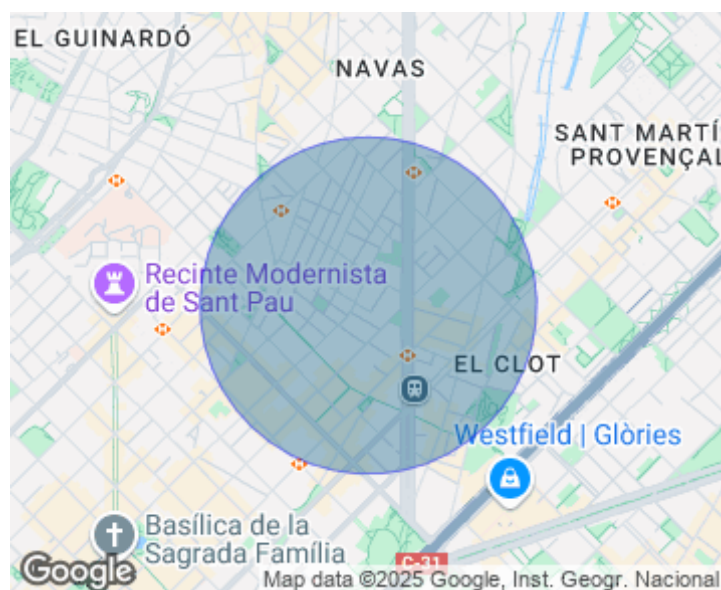 EL GUINARDÓ
NAVAS
SANT MARTÍ
PROVENÇAL
Recinte Modernista
de Sant Pau
EL CLOT
Westfield | Glòries
Basílica de la
Sagrada Família
C-31
Google
Map data ©2025 Google, Inst. Geogr. Nacional